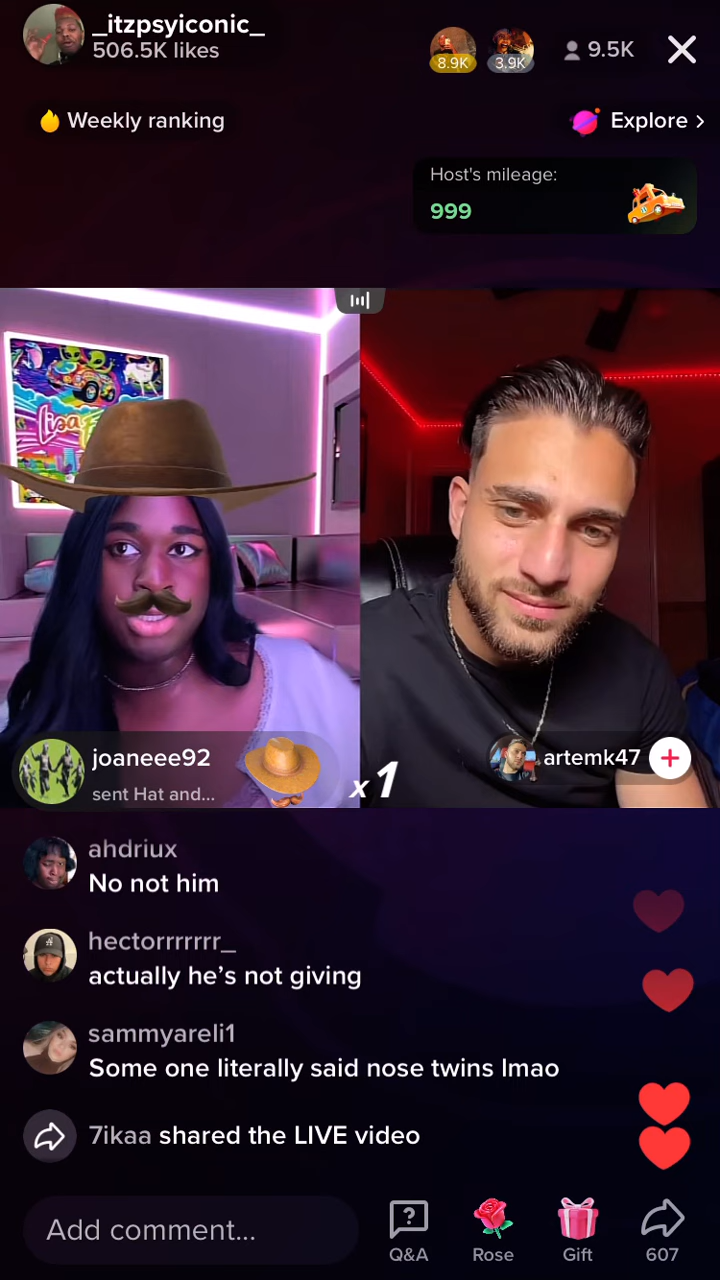 _itzpsyiconic_
506.5K likes
8.9K
3.9K
9.5K
Weekly ranking
Explore >
Host's mileage:
999
Lisa
joaneee92
sent Hat and...
x1
artemk47
ahdriux
No not him
hectorrrrrrr_
actually he’s not giving
sammyareli1
Some one literally said nose twins lmao
7ikaa shared the LIVE video
Add comment...
Q&A
Rose
Gift
607